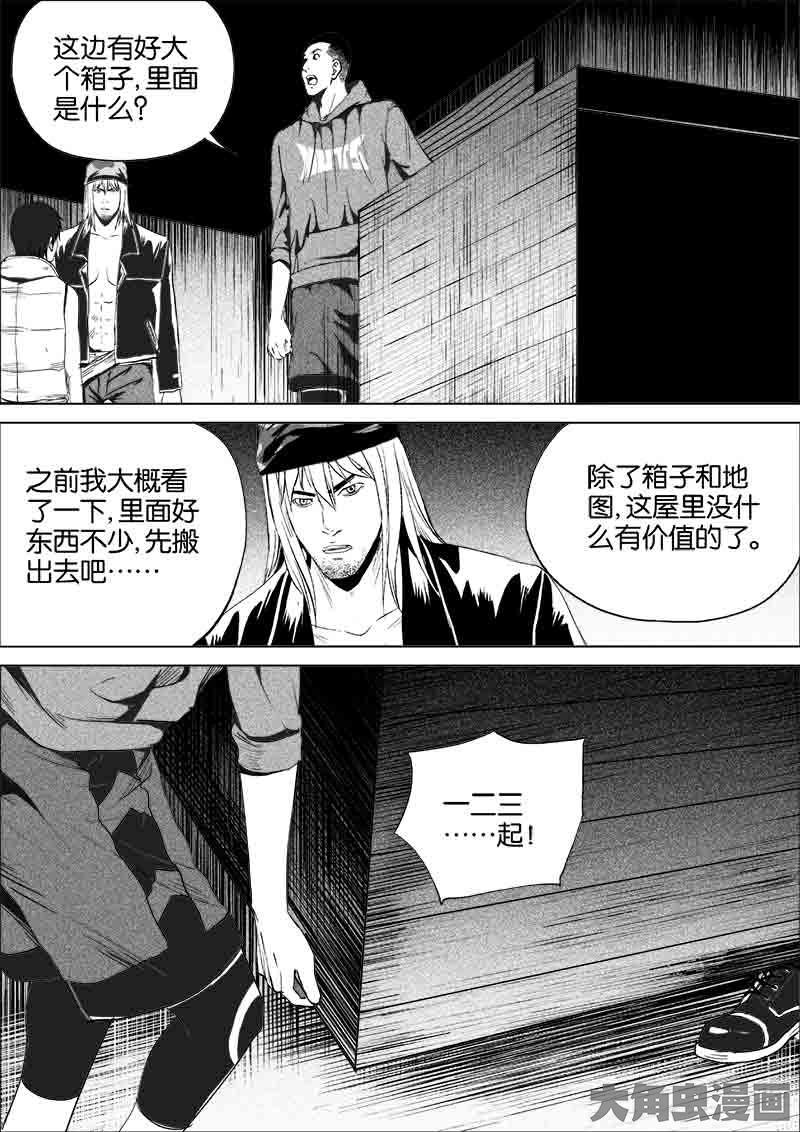 这边有好大
个箱子,里面
是什么?
之前我大概看
了一下,里面好
东西不少,先搬
出去吧……
除了箱子和地
图,这屋里没什
么有价值的了。
一二三
……起!
大角虫漫画